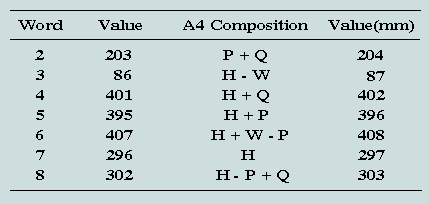 Word Value A4 Composition Value(mm)
2 203 P + Q 204
3 86 H - W 87
4 401 H + Q 402
5 395 H + P 396
6 407 H + W - P 408
7 296 H 297
8 302 H - P + Q 303